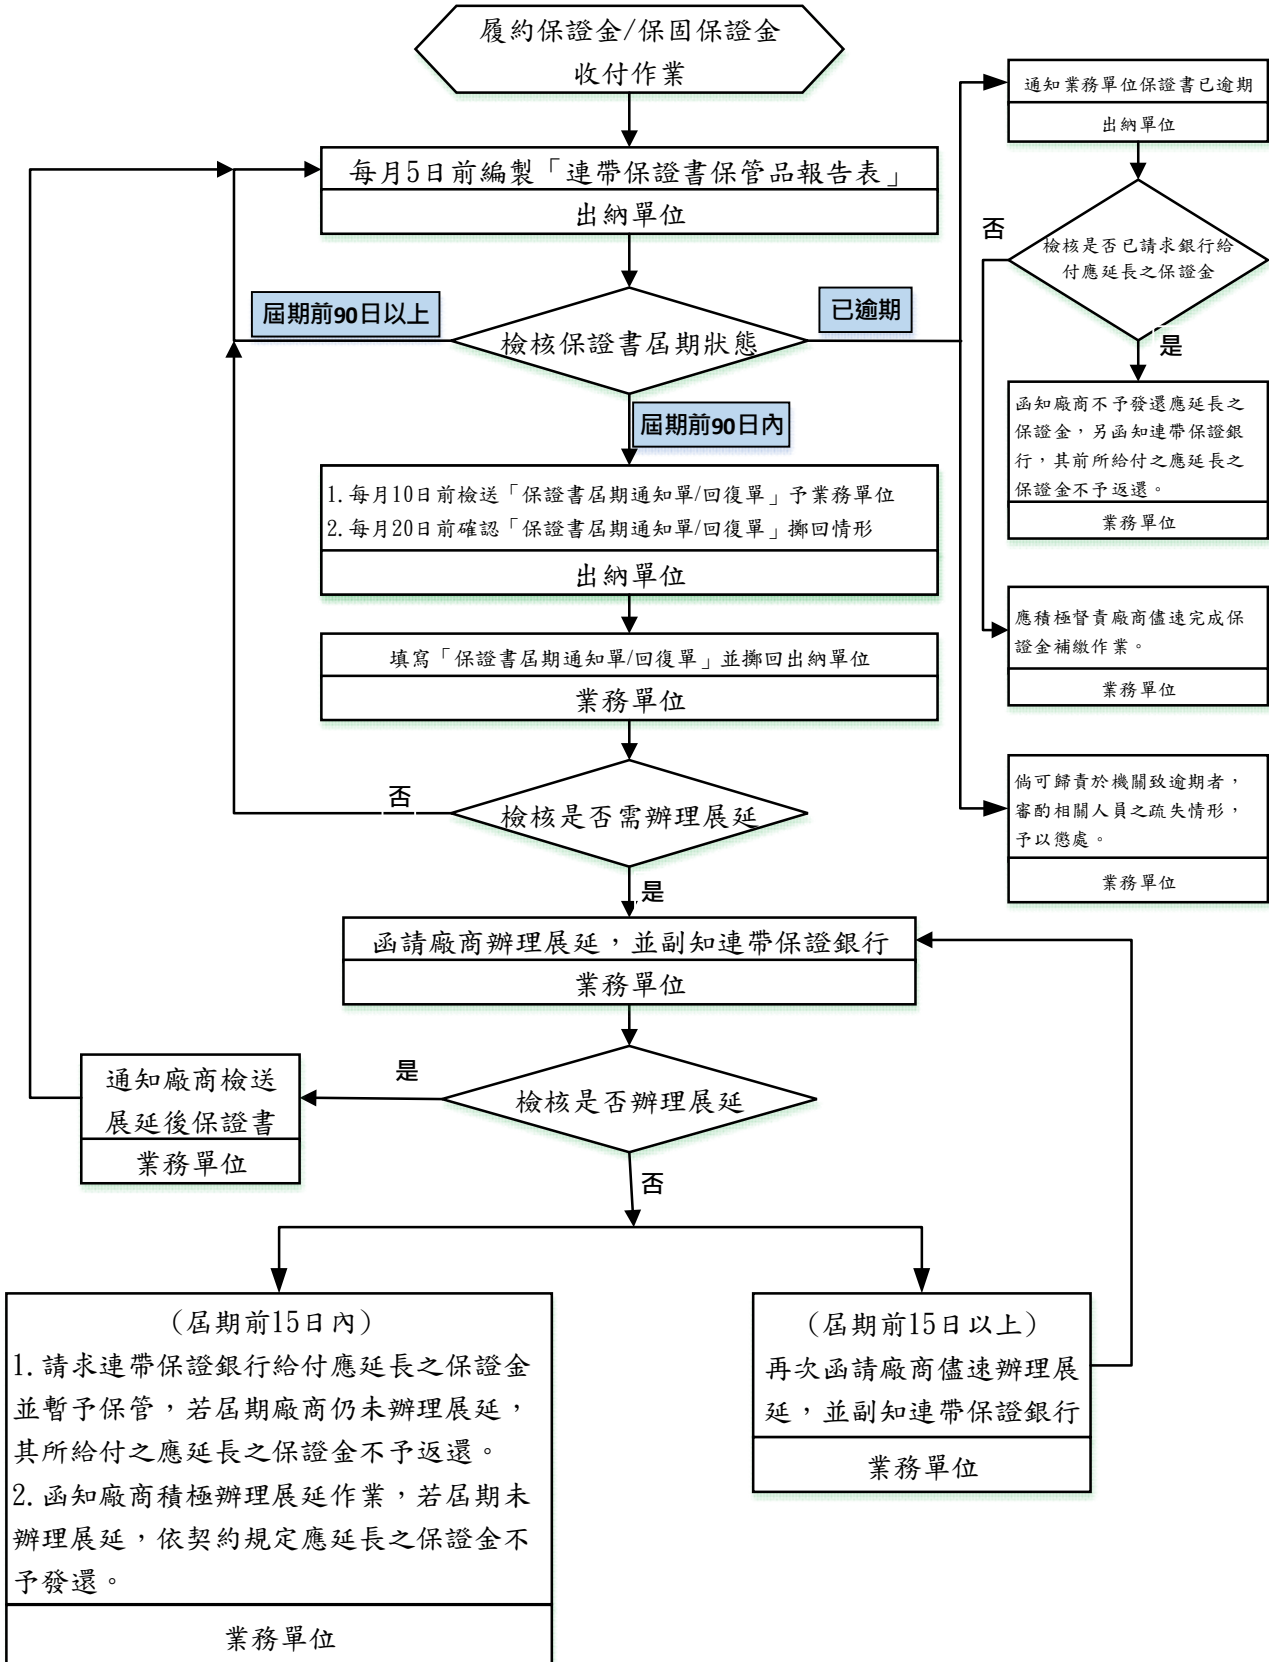 履約保證金/保固保證金
收付作業
每月5日前編製「連帶保證書保管品報告表」
出納單位
屆期前90日以上
已逾期
檢核保證書屆期狀態
屆期前90日內
1.每月10日前檢送「保證書屆期通知單/回復單」予業務單位
2.每月20日前確認「保證書屆期通知單/回復單」擲回情形
出納單位
填寫「保證書屆期通知單/回復單」並擲回出納單位
業務單位
否
檢核是否需辦理展延
是
函請廠商辦理展延，並副知連帶保證銀行
業務單位
是
檢核是否辦理展延
否
通知廠商檢送
展延後保證書
業務單位
(屆期前15日內)
1.請求連帶保證銀行給付應延長之保證金
並暫予保管，若屆期廠商仍未辦理展延，
其所給付之應延長之保證金不予返還。
2.函知廠商積極辦理展延作業，若屆期未
辦理展延，依契約規定應延長之保證金不
予發還。
業務單位
(屆期前15日以上)
再次函請廠商儘速辦理展
延，並副知連帶保證銀行
業務單位
通知業務單位保證書已逾期
出納單位
否
檢核是否已請求銀行給
付應延長之保證金
是
函知廠商不予發還應延長之
保證金，另函知連帶保證銀
行，其前所給付之應延長之
保證金不予返還。
業務單位
應積極督責廠商儘速完成保
證金補繳作業。
業務單位
倘可歸責於機關致逾期者，
審酌相關人員之疏失情形，
予以懲處。
業務單位